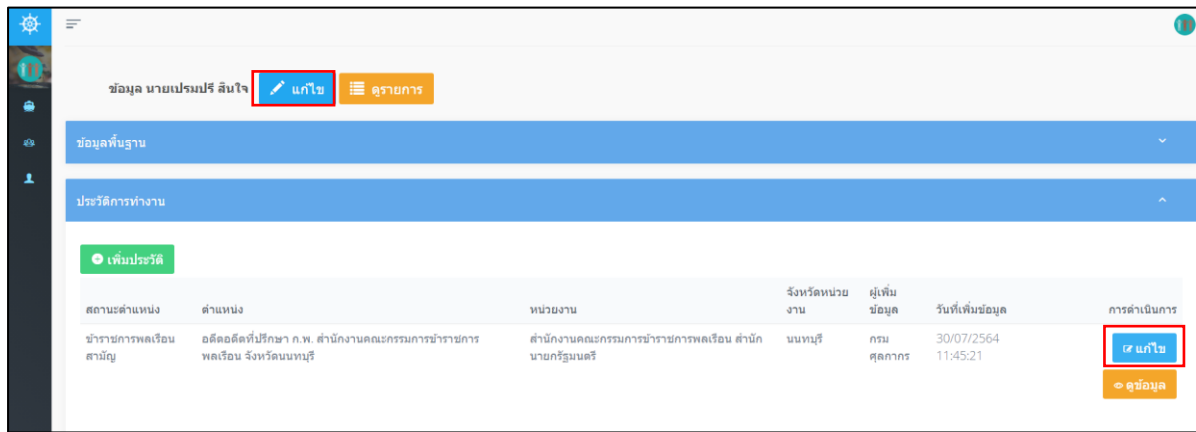 ข้อมูล นายเปรมปรี สินใจ แก้ไข ดูรายการ
ข้อมูลพื้นฐาน
ประวัติการทำงาน
เพิ่มประวัติ
สถานะตำแหน่ง ตำแหน่ง หน่วยงาน จังหวัดหน่วย ผู้เพิ่ม วันที่เพิ่มข้อมูล การดำเนินการ
งาน ข้อมูล
ข้าราชการพลเรือน อดีตอดีตที่ปรึกษา ก.พ. สำนักงานคณะกรรมการข้าราชการ สำนักงานคณะกรรมการข้าราชการพลเรือน สำนัก นนทบุรี กรม 30/07/2564 แก้ไข
สามัญ พลเรือน จังหวัดนนทบุรี นายกรัฐมนตรี ศุลกากร 11:45:21
ดูข้อมูล